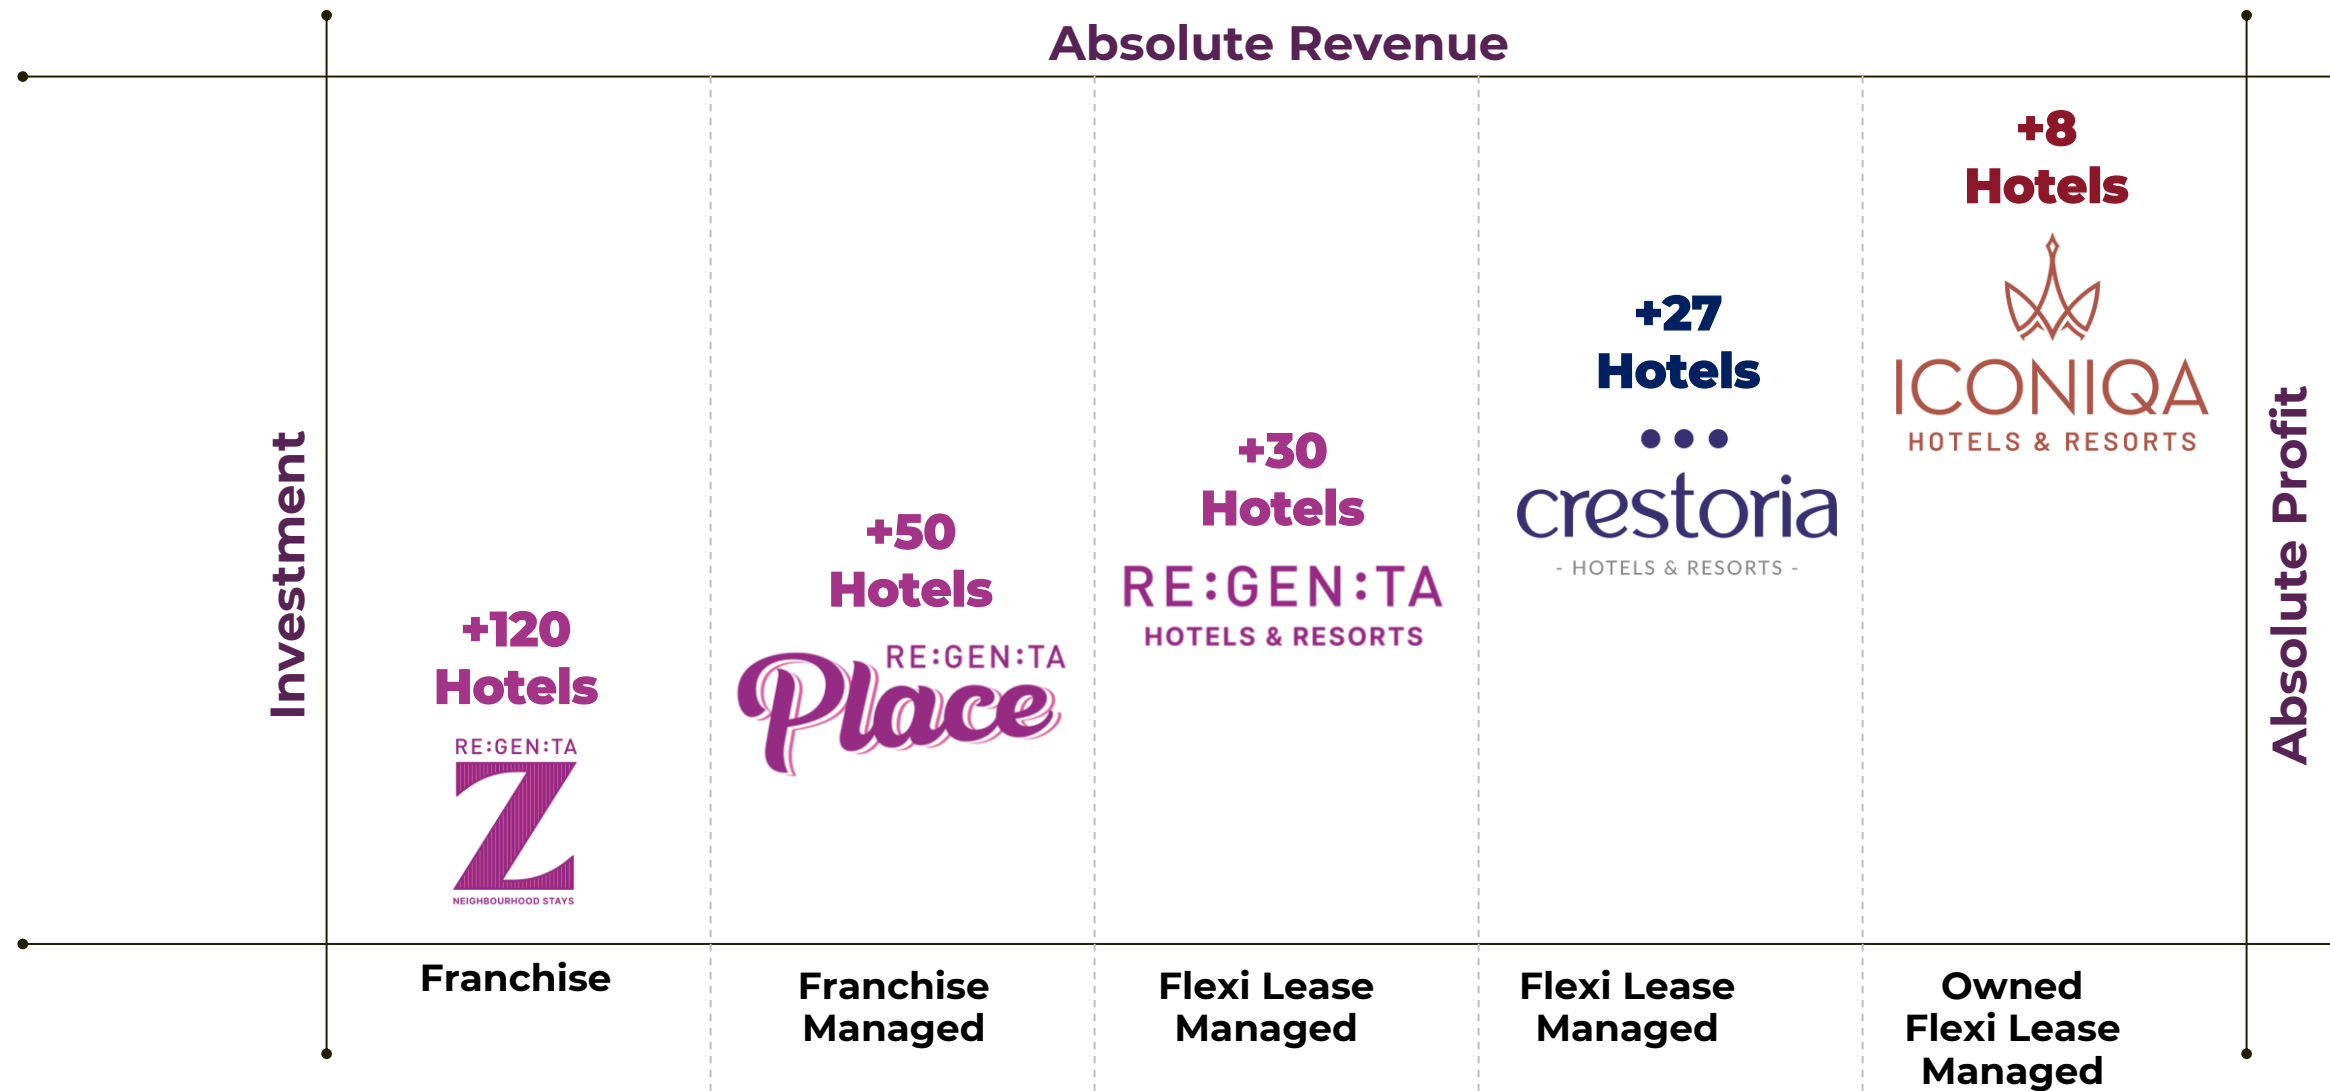 Absolute Revenue
Investment
+120
Hotels
RE:GEN:TA
Z
NEIGHBOURHOOD STAYS
Franchise
+50
Hotels
RE:GEN:TA
Place
Franchise
Managed
+30
Hotels
RE:GEN:TA
HOTELS & RESORTS
Flexi Lease
Managed
+27
Hotels
crestoria
- HOTELS & RESORTS -
Flexi Lease
Managed
+8
Hotels
ICONIQA
HOTELS & RESORTS
Owned
Flexi Lease
Managed
Absolute Profit